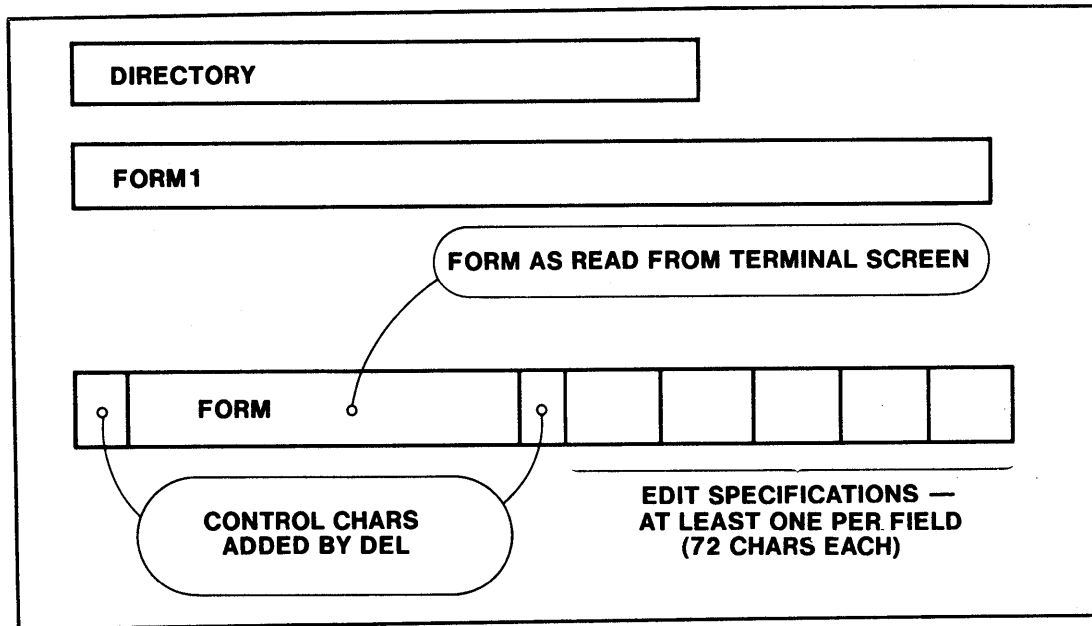 DIRECTORY
FORM1
FORM AS READ FROM TERMINAL SCREEN
FORM
CONTROL CHARS
ADDED BY DEL
EDIT SPECIFICATIONS —
AT LEAST ONE PER FIELD
(72 CHARS EACH)